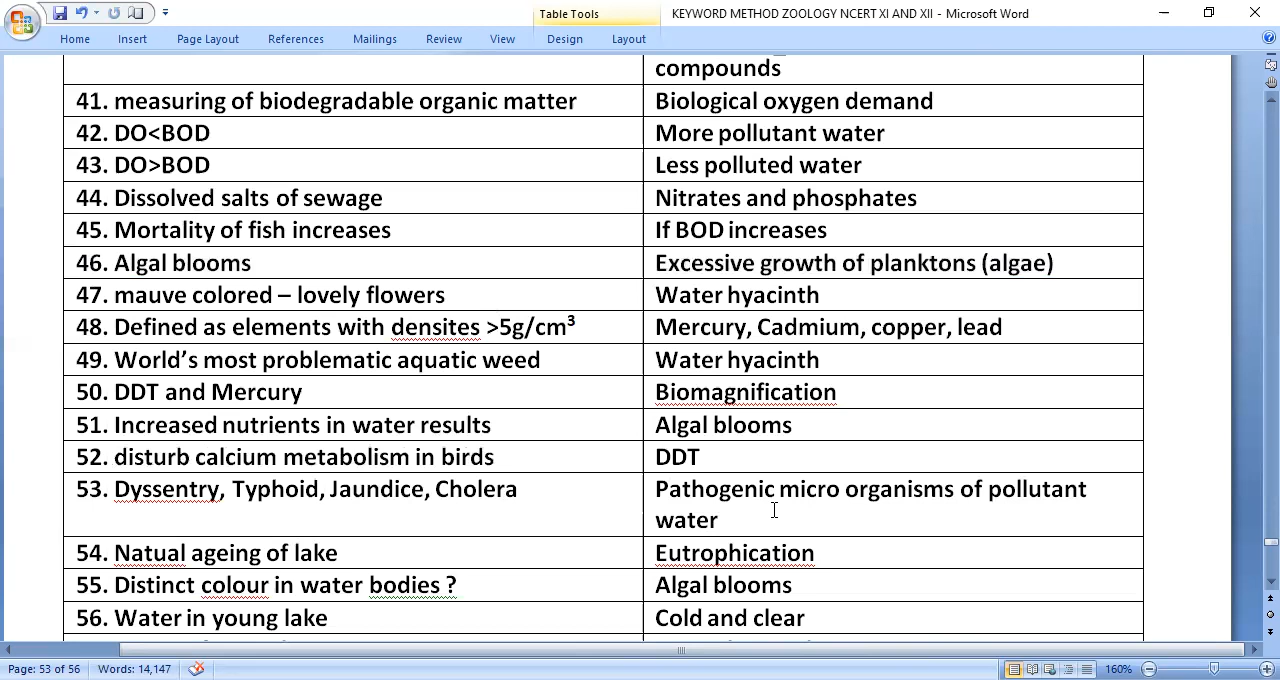 Table Tools
KEYWORD METHOD ZOOLOGY NCERT XI AND XII - Microsoft Word
Home Insert Page Layout References Mailings Review View Design Layout
compounds
41. measuring of biodegradable organic matter Biological oxygen demand
42. DO<BOD More pollutant water
43. DO>BOD Less polluted water
44. Dissolved salts of sewage Nitrates and phosphates
45. Mortality of fish increases If BOD increases
46. Algal blooms Excessive growth of planktons (algae)
47. mauve colored – lovely flowers Water hyacinth
48. Defined as elements with densites >5g/cm³ Mercury, Cadmium, copper, lead
49. World's most problematic aquatic weed Water hyacinth
50. DDT and Mercury Biomagnification
51. Increased nutrients in water results Algal blooms
52. disturb calcium metabolism in birds DDT
53. Dyssentry, Typhoid, Jaundice, Cholera Pathogenic micro organisms of pollutant
water
54. Natual ageing of lake Eutrophication
55. Distinct colour in water bodies ? Algal blooms
56. Water in young lake Cold and clear
Page: 53 of 56 Words: 14,147 160%